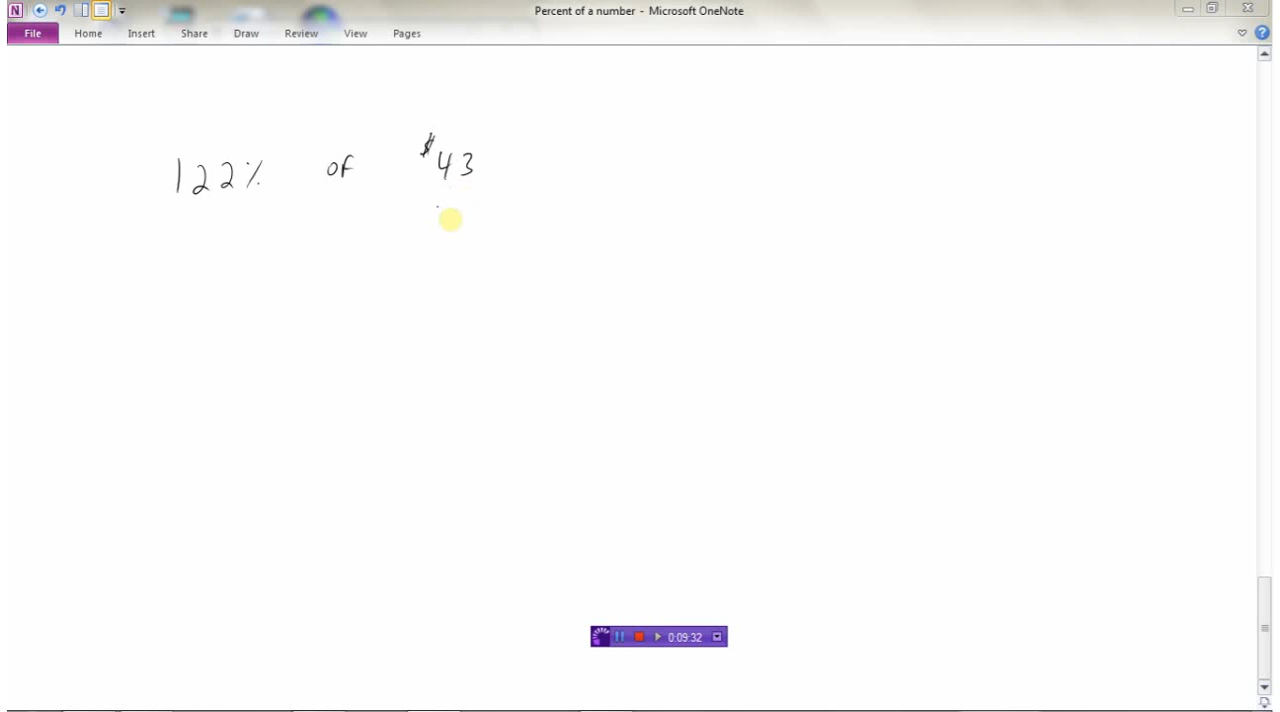 Percent of a number - Microsoft OneNote
File Home Insert Share Draw Review View Pages
122% of $43
0:09:32